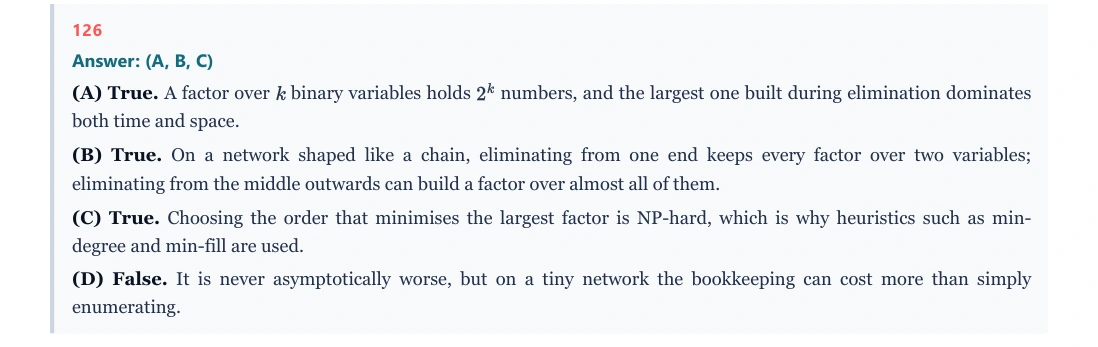 126
Answer: (A, B, C)
(A) True. A factor over k binary variables holds 2^k numbers, and the largest one built during elimination dominates
both time and space.
(B) True. On a network shaped like a chain, eliminating from one end keeps every factor over two variables;
eliminating from the middle outwards can build a factor over almost all of them.
(C) True. Choosing the order that minimises the largest factor is NP-hard, which is why heuristics such as min-
degree and min-fill are used.
(D) False. It is never asymptotically worse, but on a tiny network the bookkeeping can cost more than simply
enumerating.